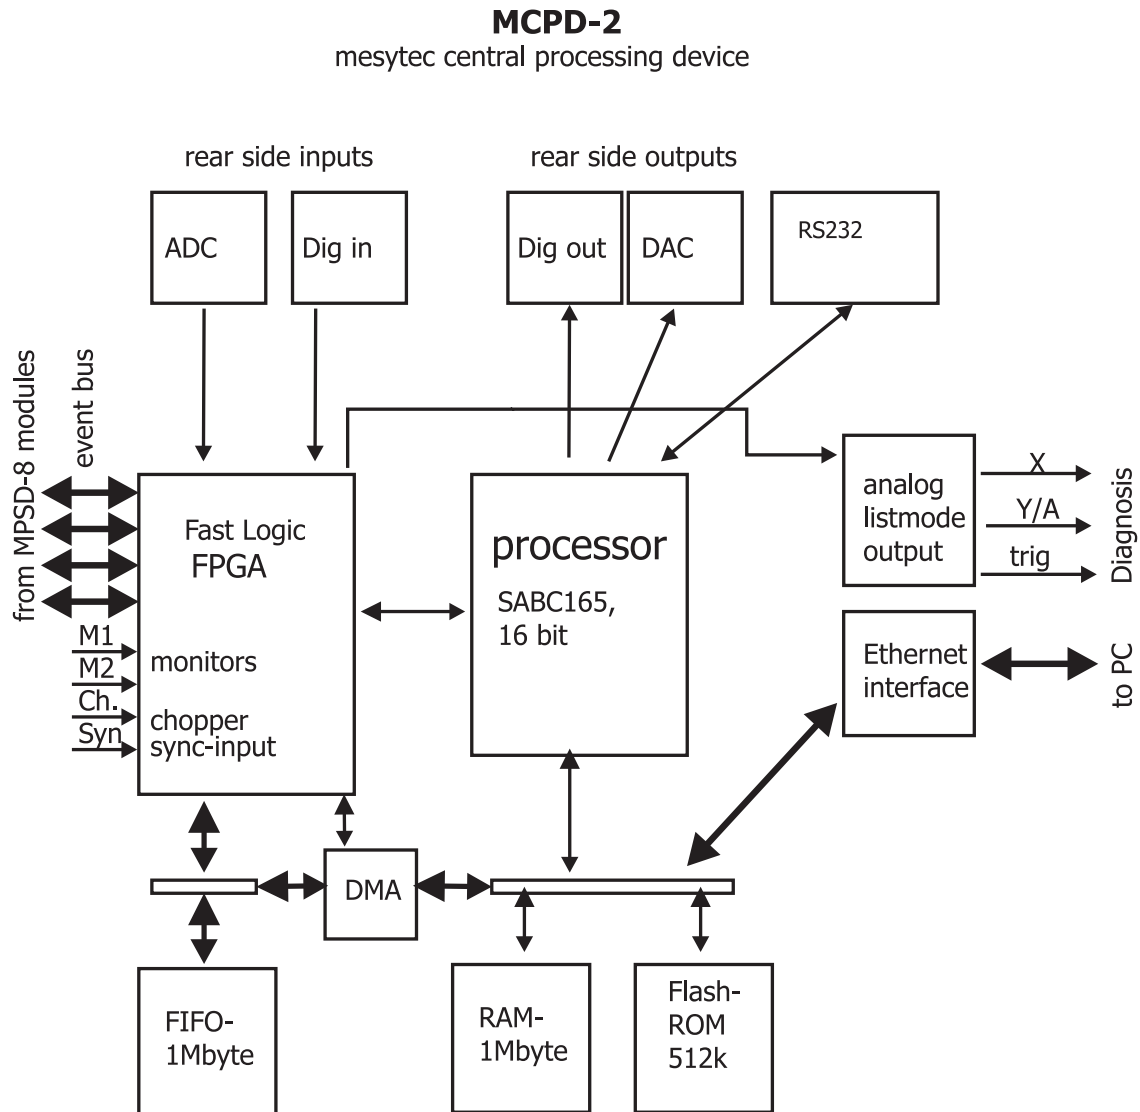 MCPD-2
mesytec central processing device
rear side inputs
rear side outputs
ADC
Dig in
Dig out
DAC
RS232
from MPSD-8 modules
event bus
Fast Logic
FPGA
M1
M2
Ch.
Syn
monitors
chopper
sync-input
processor
SABC165,
16 bit
analog
listmode
output
X
Y/A
trig
Diagnosis
Ethernet
interface
to PC
DMA
FIFO-
1Mbyte
RAM-
1Mbyte
Flash-
ROM
512k